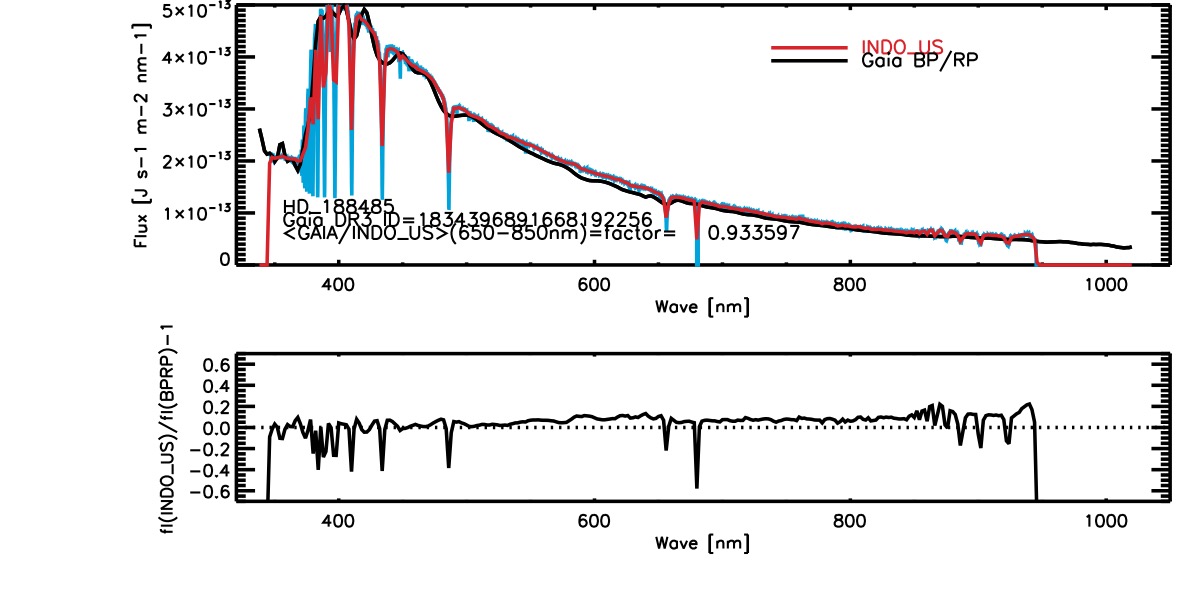 5×10-13
4×10-13
3×10-13
2×10-13
1×10-13
0
Flux [J s-1 m-2 nm-1]
INDO_US
Gaia BP/RP
HD_188485
Gaia DR3 ID=1834396891668192256
<GAIA/INDO_US>(650-850nm)=factor= 0.933597
400 600 800 1000
Wave [nm]
0.6
0.4
0.2
0.0
-0.2
-0.4
-0.6
fl(INDO_US)/fl(BPRP)-1
400 600 800 1000
Wave [nm]